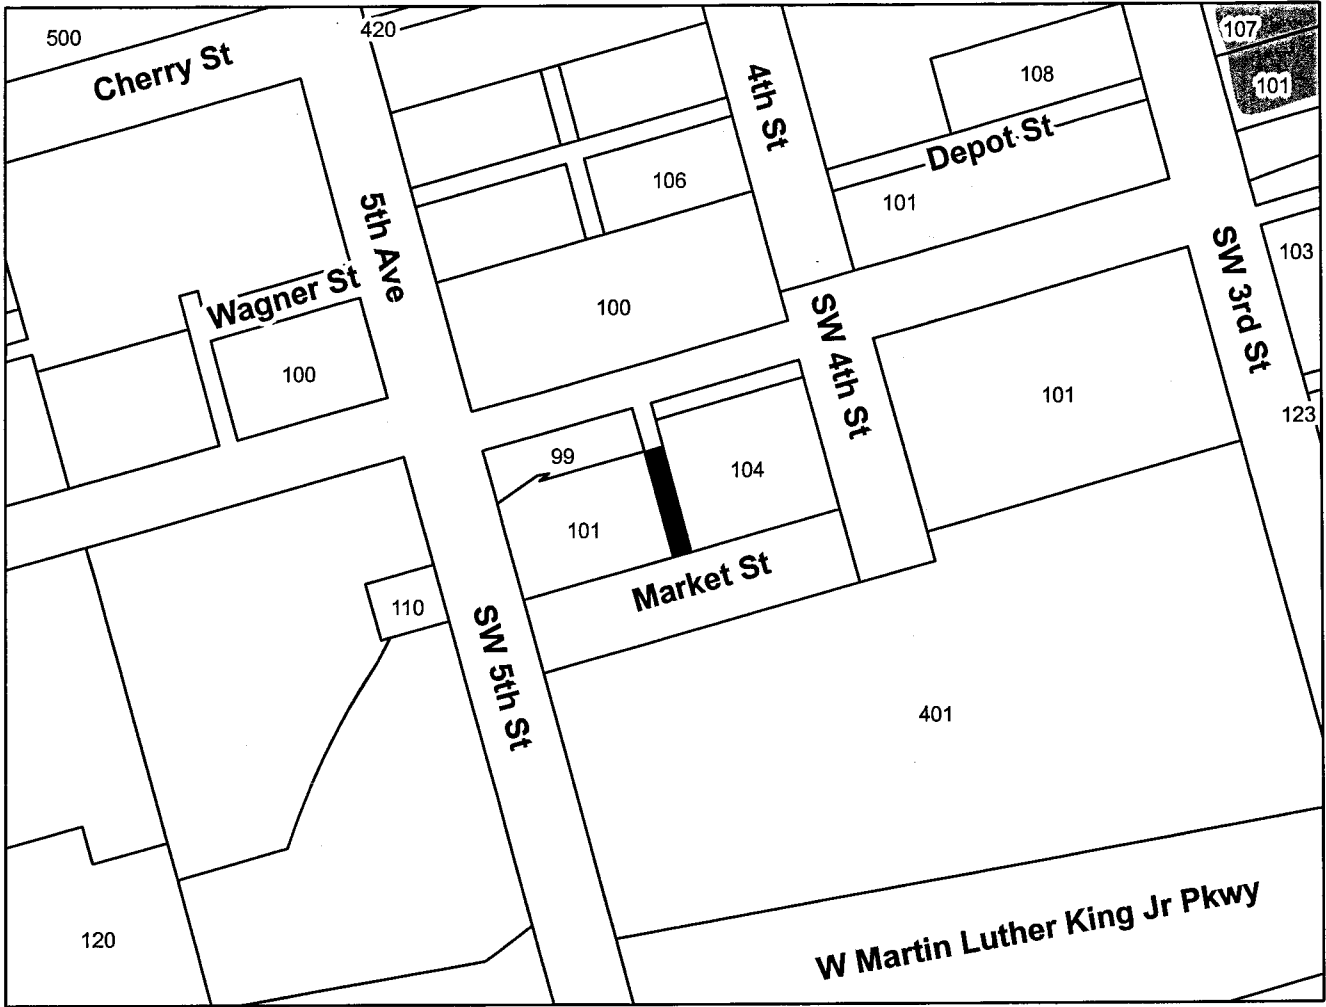 500
420
107
Cherry St
4th St
108
101
Depot St
106
101
5th Ave
SW 3rd St
103
Wagner St
100
SW 4th St
100
101
123
99
104
101
Market St
110
SW 5th St
401
W Martin Luther King Jr Pkwy
120